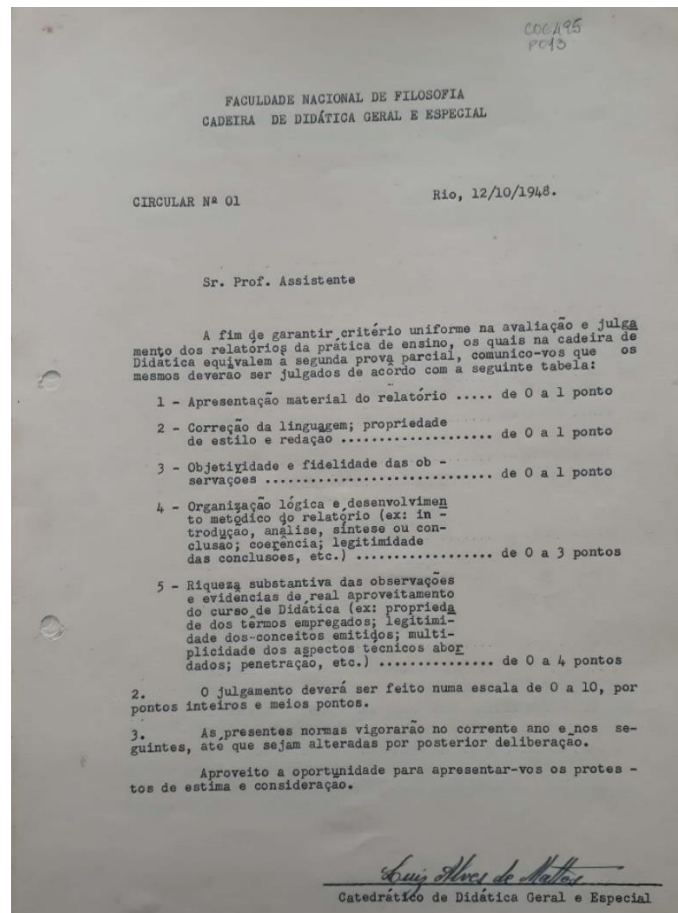 COC A95
P013
FACULDADE NACIONAL DE FILOSOFIA
CADEIRA DE DIDÁTICA GERAL E ESPECIAL
CIRCULAR Nª 01
Rio, 12/10/1948.
Sr. Prof. Assistente
A fim de garantir critério uniforme na avaliação e julga
mento dos relatórios da prática de ensino, os quais na cadeira de
Didática equivalem à segunda prova parcial, comunico-vos que os
mesmos deverão ser julgados de acordo com a seguinte tabela:
1 - Apresentação material do relatório ..... de 0 a 1 ponto
2 - Correção da linguagem; propriedade
de estilo e redação .................... de 0 a 1 ponto
3 - Objetividade e fidelidade das ob -
servações .............................. de 0 a 1 ponto
4 - Organização lógica e desenvolvimen
to metódico do relatório (ex: in -
trodução, análise, síntese ou con-
clusão; coerência; legitimidade
das conclusões, etc.) .................. de 0 a 3 pontos
5 - Riqueza substantiva das observações
e evidências de real aproveitamento
do curso de Didática (ex: proprieda
de dos têrmos empregados; legitimi-
dade dos-conceitos emitidos; multi-
plicidade dos aspectos técnicos abor
dados; penetração, etc.) ............... de 0 a 4 pontos
2. O julgamento deverá ser feito numa escala de 0 a 10, por
pontos inteiros e meios pontos.
3. As presentes normas vigorarão no corrente ano e nos se-
guintes, até que sejam alteradas por posterior deliberação.
Aproveito a oportunidade para apresentar-vos os protes -
tos de estima e consideração.
Luiz Alves de Mattos
Catedrático de Didática Geral e Especial